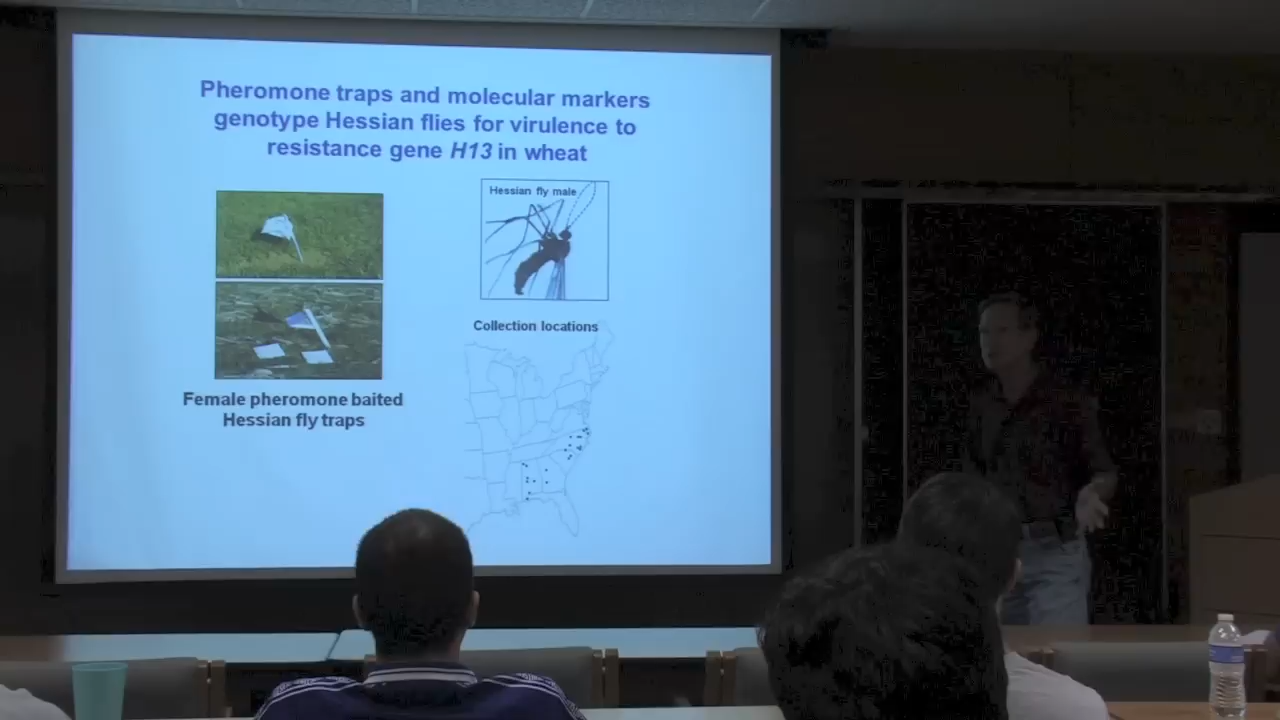 Pheromone traps and molecular markers
genotype Hessian flies for virulence to
resistance gene H13 in wheat
Hessian fly male
Collection locations
Female pheromone baited
Hessian fly traps